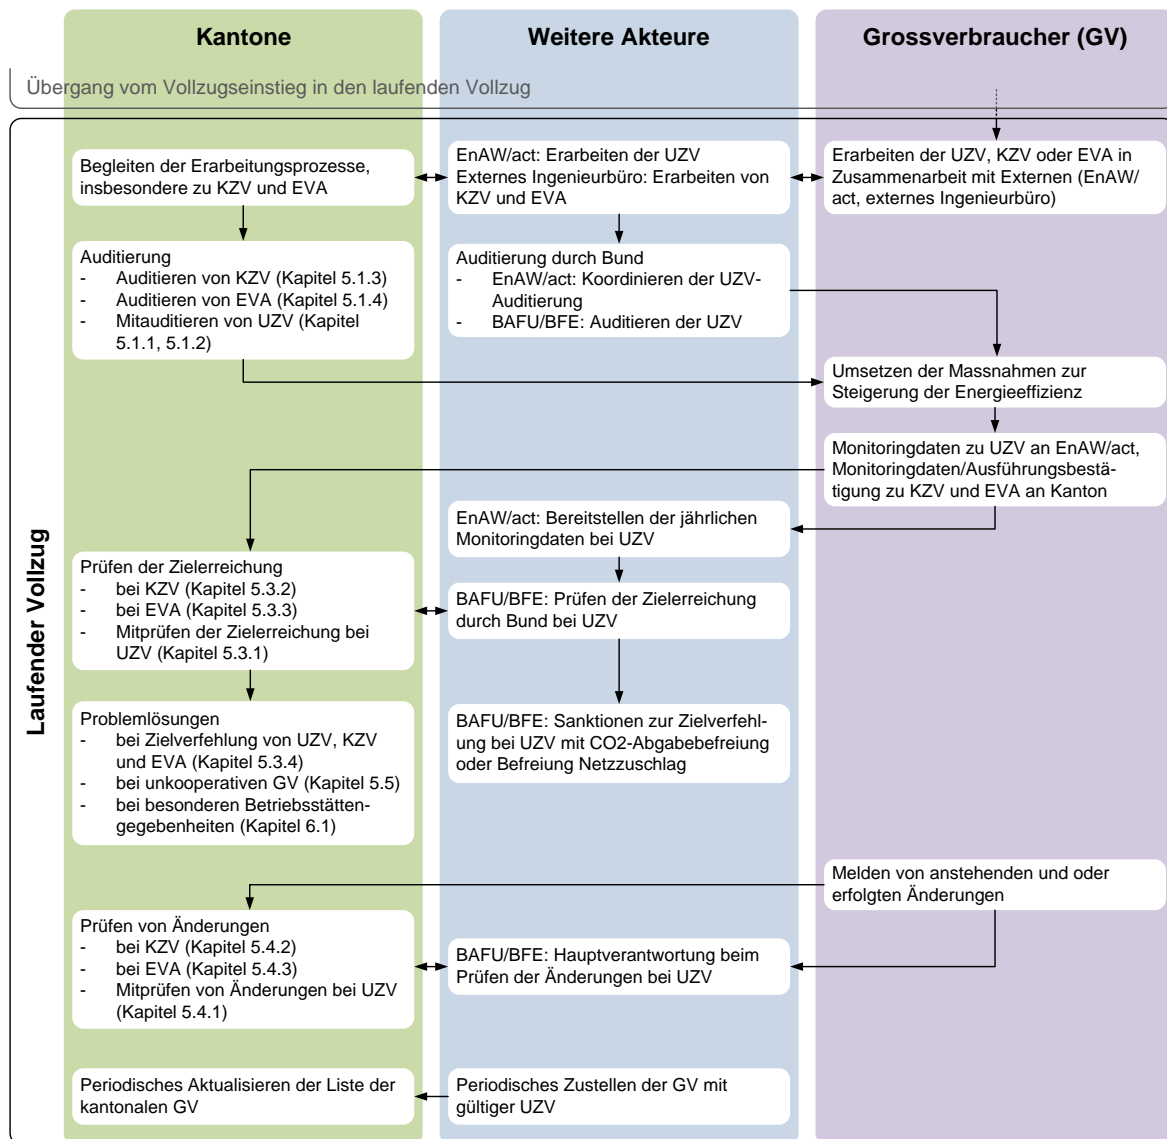 Kantone
Weitere Akteure
Grossverbraucher (GV)
Übergang vom Vollzugseinstieg in den laufenden Vollzug
Laufender Vollzug
Begleiten der Erarbeitungsprozesse,
insbesondere zu KZV und EVA
EnAW/act: Erarbeiten der UZV
Externes Ingenieurbüro: Erarbeiten von
KZV und EVA
Erarbeiten der UZV, KZV oder EVA in
Zusammenarbeit mit Externen (EnAW/
act, externes Ingenieurbüro)
Auditierung
- Auditieren von KZV (Kapitel 5.1.3)
- Auditieren von EVA (Kapitel 5.1.4)
- Mitauditieren von UZV (Kapitel
5.1.1, 5.1.2)
Auditierung durch Bund
- EnAW/act: Koordinieren der UZV-
Auditierung
- BAFU/BFE: Auditieren der UZV
Umsetzen der Massnahmen zur
Steigerung der Energieeffizienz
Monitoringdaten zu UZV an EnAW/act,
Monitoringdaten/Ausführungsbestä-
tigung zu KZV und EVA an Kanton
EnAW/act: Bereitstellen der jährlichen
Monitoringdaten bei UZV
Prüfen der Zielerreichung
- bei KZV (Kapitel 5.3.2)
- bei EVA (Kapitel 5.3.3)
- Mitprüfen der Zielerreichung bei
UZV (Kapitel 5.3.1)
BAFU/BFE: Prüfen der Zielerreichung
durch Bund bei UZV
Problemlösungen
- bei Zielverfehlung von UZV, KZV
und EVA (Kapitel 5.3.4)
- bei unkooperativen GV (Kapitel 5.5)
- bei besonderen Betriebsstätten-
gegebenheiten (Kapitel 6.1)
BAFU/BFE: Sanktionen zur Zielverfeh-
lung bei UZV mit CO2-Abgabebefreiung
oder Befreiung Netzzuschlag
Melden von anstehenden und oder
erfolgten Änderungen
Prüfen von Änderungen
- bei KZV (Kapitel 5.4.2)
- bei EVA (Kapitel 5.4.3)
- Mitprüfen von Änderungen bei UZV
(Kapitel 5.4.1)
BAFU/BFE: Hauptverantwortung beim
Prüfen der Änderungen bei UZV
Periodisches Aktualisieren der Liste der
kantonalen GV
Periodisches Zustellen der GV mit
gültiger UZV